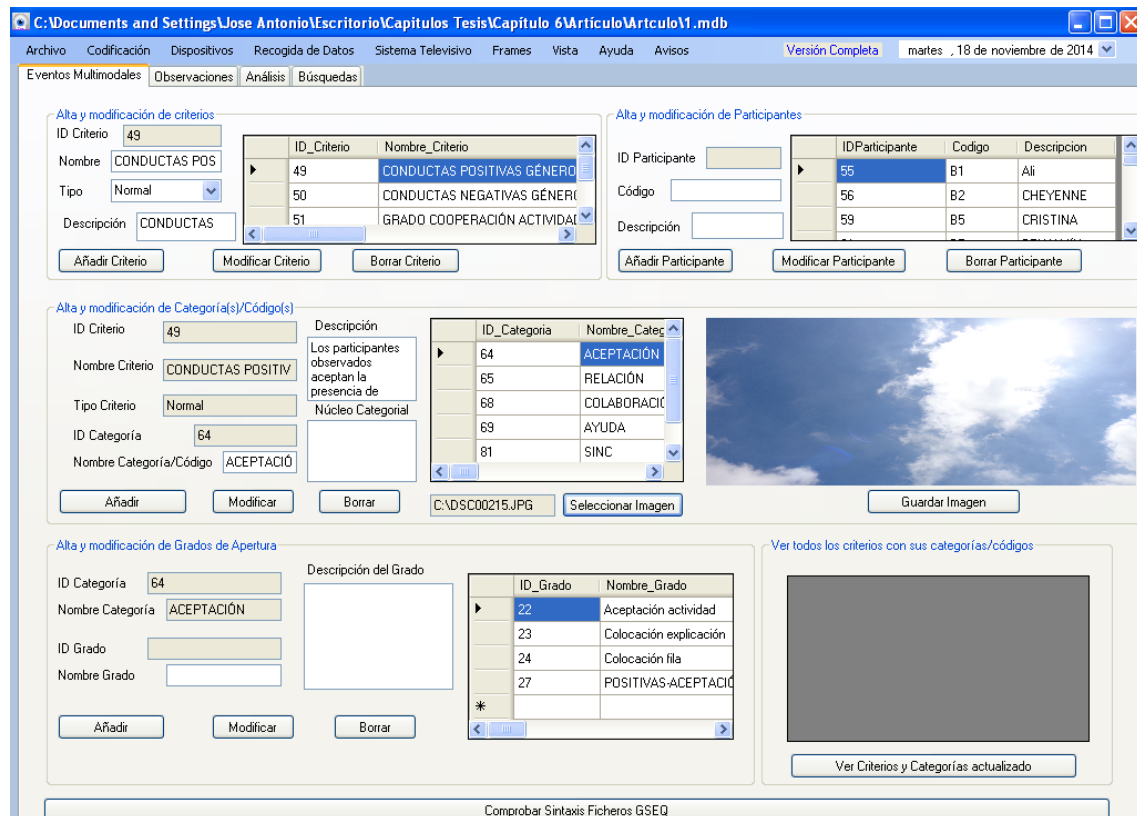 C:\Documents and Settings\Jose Antonio\Escritorio\Capitulos Tesis\Capítulo 6\Artículo\Artculo\1.mdb
Archivo Codificación Dispositivos Recogida de Datos Sistema Televisivo Frames Vista Ayuda Avisos Versión Completa martes , 18 de noviembre de 2014
Eventos Multimodales Observaciones Análisis Búsquedas
Alta y modificación de criterios
ID Criterio 49
Nombre CONDUCTAS POS
Tipo Normal
Descripción CONDUCTAS
ID_Criterio Nombre_Criterio
49 CONDUCTAS POSITIVAS GÉNERO
50 CONDUCTAS NEGATIVAS GÉNER
51 GRADO COOPERACIÓN ACTIVIDAD
Añadir Criterio Modificar Criterio Borrar Criterio
Alta y modificación de Participantes
ID Participante
Código
Descripción
IDParticipante Codigo Descripcion
55 B1 Ali
56 B2 CHEYENNE
59 B5 CRISTINA
Añadir Participante Modificar Participante Borrar Participante
Alta y modificación de Categoría(s)/Código(s)
ID Criterio 49
Nombre Criterio CONDUCTAS POSITIV
Tipo Criterio Normal
ID Categoría 64
Nombre Categoría/Código ACEPTACIÓ
Descripción
Los participantes
observados
aceptan la
presencia de
Núcleo Categorial
ID_Categoria Nombre_Categ
64 ACEPTACIÓN
65 RELACIÓN
68 COLABORACIÓ
69 AYUDA
81 SINC
Añadir Modificar Borrar C:\DSC00215.JPG Seleccionar Imagen Guardar Imagen
Alta y modificación de Grados de Apertura
ID Categoría 64
Nombre Categoría ACEPTACIÓN
ID Grado
Nombre Grado
Descripción del Grado
ID_Grado Nombre_Grado
22 Aceptación actividad
23 Colocación explicación
24 Colocación fila
27 POSITIVAS-ACEPTACIÓ
*
Añadir Modificar Borrar
Ver todos los criterios con sus categorías/códigos
Ver Criterios y Categorías actualizado
Comprobar Sintaxis Ficheros GSEQ